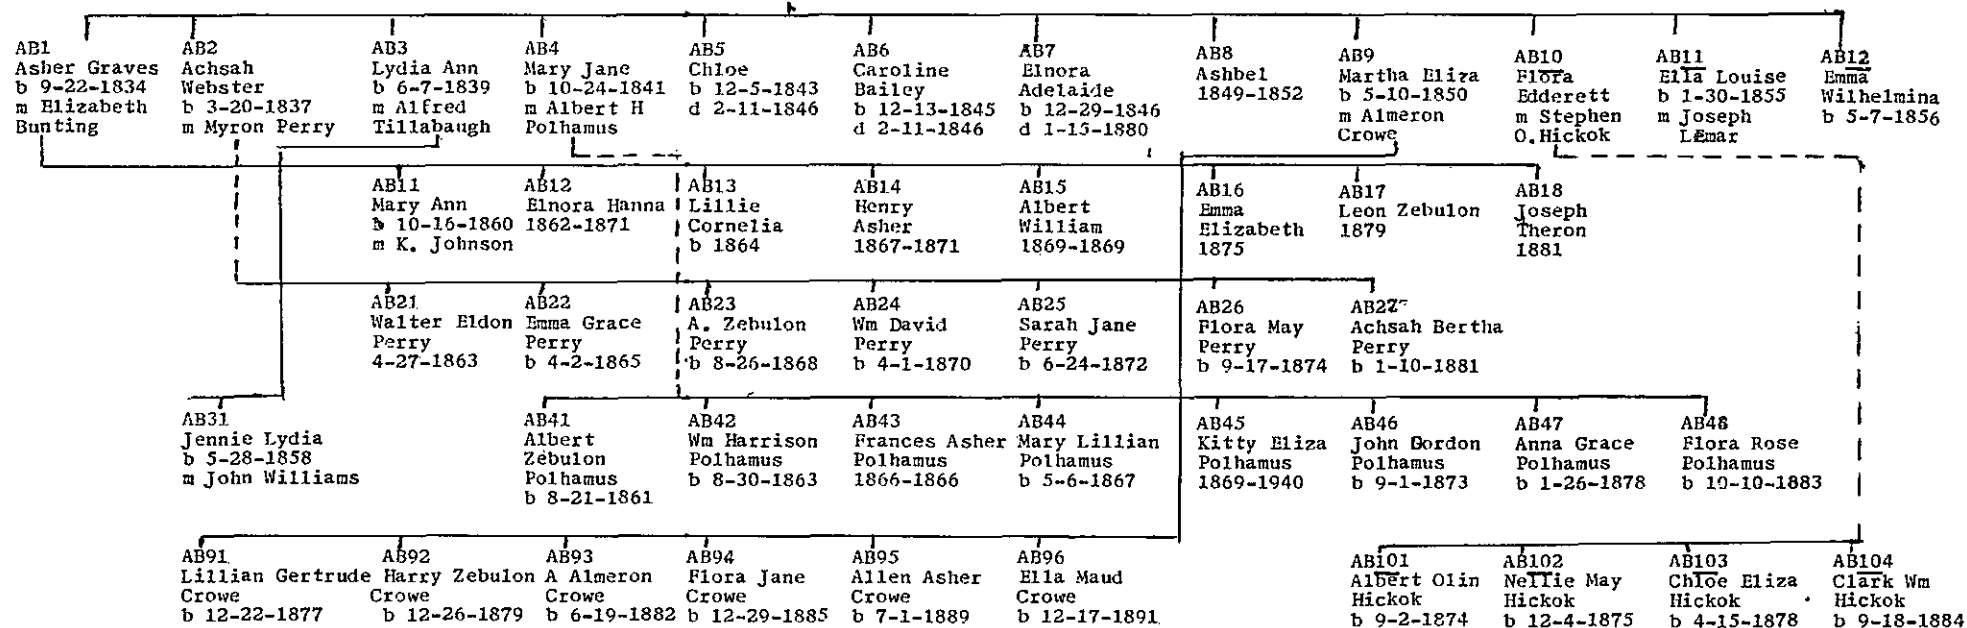 AB1
Asher Graves
b 9-22-1834
m Elizabeth
Bunting
AB2
Achsah
Webster
b 3-20-1837
m Myron Perry
AB3
Lydia Ann
b 6-7-1839
m Alfred
Tillabaugh
AB4
Mary Jane
b 10-24-1841
m Albert H
Polhamus
AB5
Chloe
b 12-5-1843
d 2-11-1846
AB6
Caroline
Bailey
b 12-13-1845
d 2-11-1846
AB7
Elnora
Adelaide
b 12-29-1846
d 1-15-1880
AB8
Ashbel
1849-1852
AB9
Martha Eliza
b 5-10-1850
m Almeron
Crowe
AB10
Flora
Edderett
m Stephen
O. Hickok
AB11
Ella Louise
b 1-30-1855
m Joseph
Lemar
AB12
Emma
Wilhelmina
b 5-7-1856
AB11
Mary Ann
b 10-16-1860
m K. Johnson
AB12
Elnora Hanna
1862-1871
AB13
Lillie
Cornelia
b 1864
AB14
Henry
Asher
1867-1871
AB15
Albert
William
1869-1869
AB16
Emma
Elizabeth
1875
AB17
Leon Zebulon
1879
AB18
Joseph
Theron
1881
AB21
Walter Eldon
Perry
4-27-1863
AB22
Emma Grace
Perry
b 4-2-1865
AB23
A. Zebulon
Perry
b 8-26-1868
AB24
Wm David
Perry
b 4-1-1870
AB25
Sarah Jane
Perry
b 6-24-1872
AB26
Flora May
Perry
b 9-17-1874
AB27
Achsah Bertha
Perry
b 1-10-1881
AB31
Jennie Lydia
b 5-28-1858
m John Williams
AB41
Albert
Zebulon
Polhamus
b 8-21-1861
AB42
Wm Harrison
Polhamus
b 8-30-1863
AB43
Frances Asher
Polhamus
1866-1866
AB44
Mary Lillian
Polhamus
b 5-6-1867
AB45
Kitty Eliza
Polhamus
1869-1940
AB46
John Gordon
Polhamus
b 9-1-1873
AB47
Anna Grace
Polhamus
b 1-26-1878
AB48
Flora Rose
Polhamus
b 10-10-1883
AB91
Lillian Gertrude
Crowe
b 12-22-1877
AB92
Harry Zebulon
Crowe
b 12-26-1879
AB93
A Almeron
Crowe
b 6-19-1882
AB94
Flora Jane
Crowe
b 12-29-1885
AB95
Allen Asher
Crowe
b 7-1-1889
AB96
Ella Maud
Crowe
b 12-17-1891
AB101
Albert Olin
Hickok
b 9-2-1874
AB102
Nellie May
Hickok
b 12-4-1875
AB103
Chloe Eliza
Hickok
b 4-15-1878
AB104
Clark Wm
Hickok
b 9-18-1884